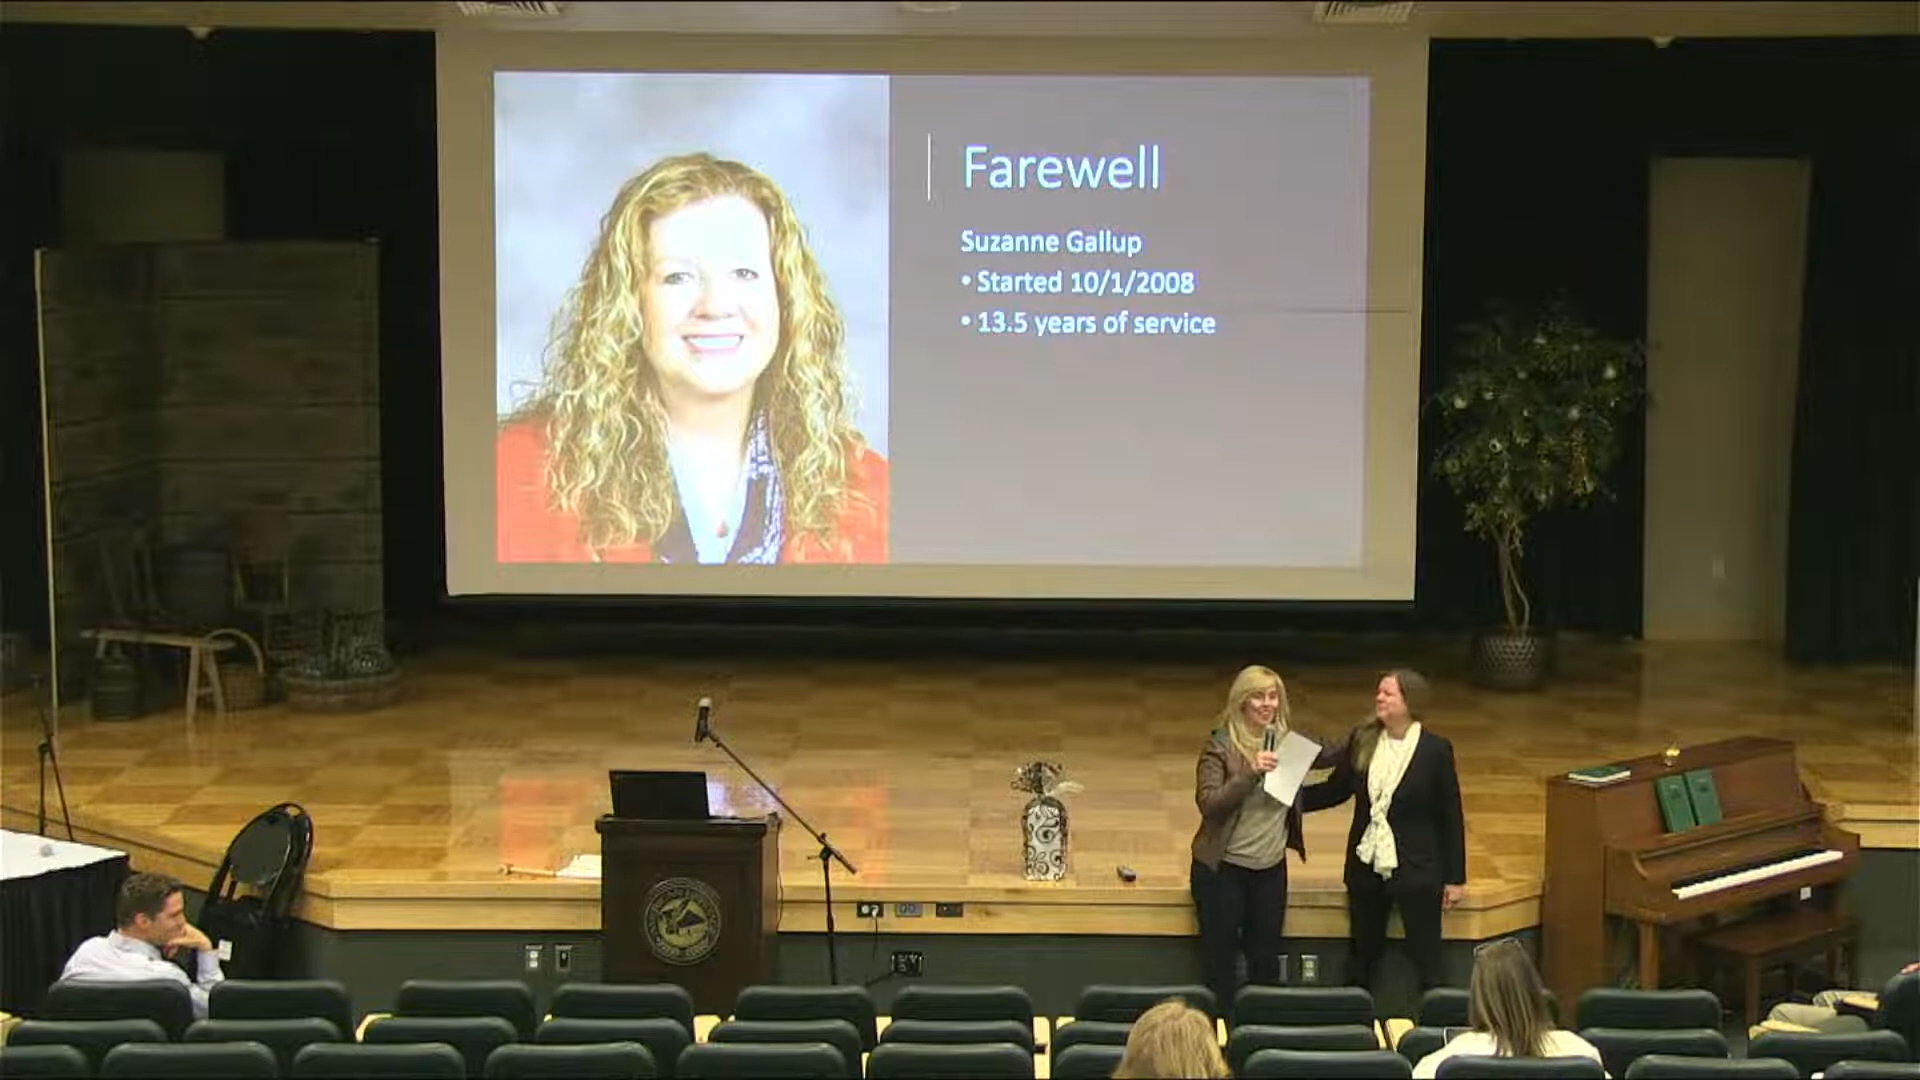 Farewell
Suzanne Gallup
• Started 10/1/2008
• 13.5 years of service